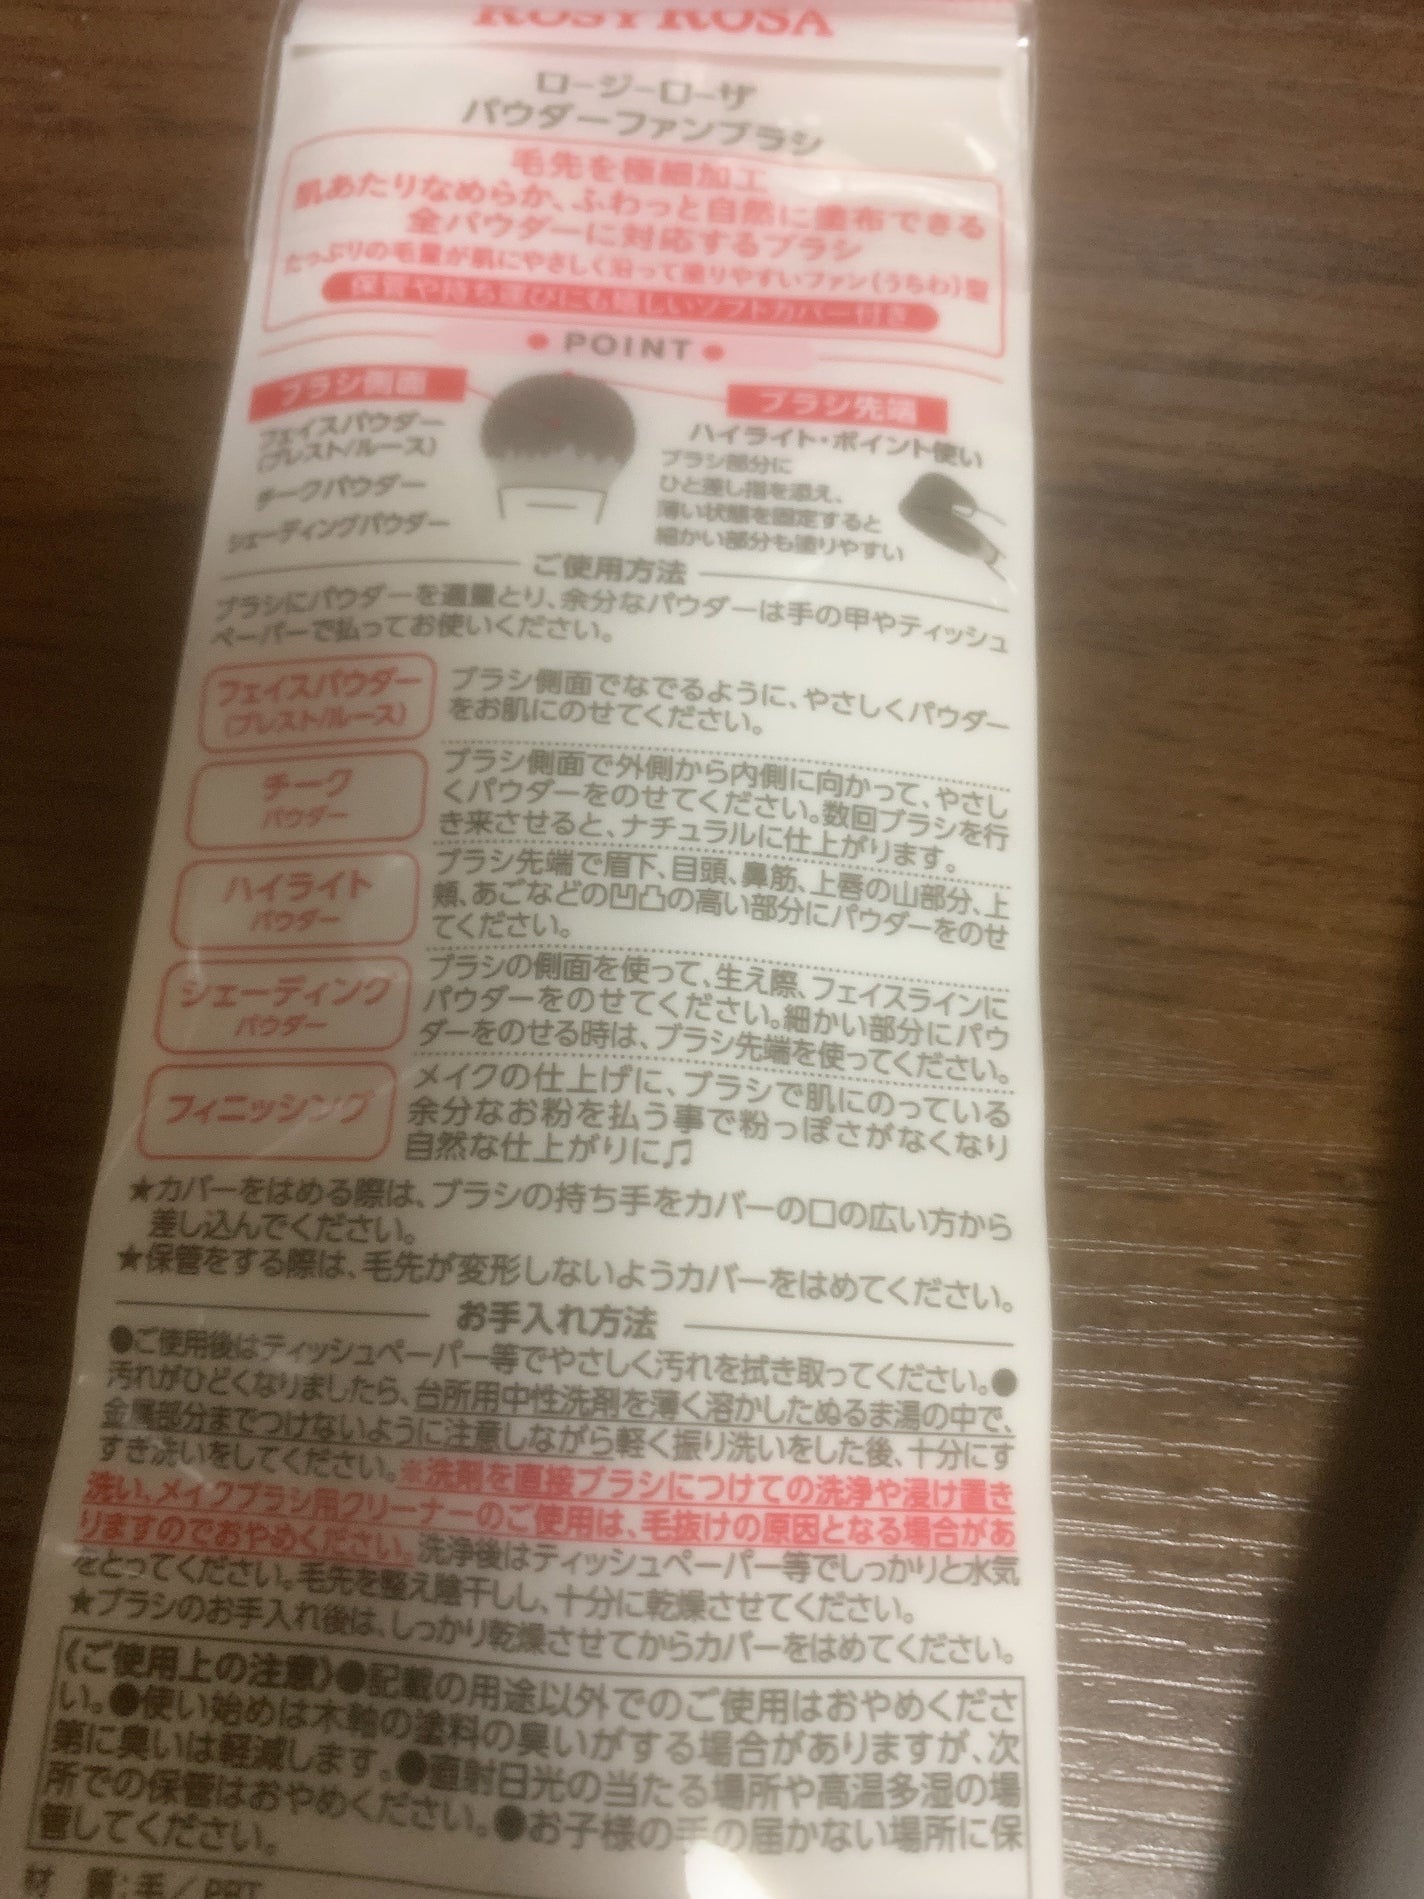 ROSY ROSA
ロージーローザ
パウダーファンブラシ
毛先を極細加工
肌あたりなめらか、ふわっと自然に塗布できる
全パウダーに対応するブラシ
たっぷりの毛量が肌にやさしく沿って塗りやすいファン(うちわ)型
保管や持ち運びにも嬉しいソフトカバー付き
POINT
ブラシ側面
フェイスパウダー
(プレスト/ルース)
チークパウダー
シェーディングパウダー
ブラシ先端
ハイライト・ポイント使い
ブラシ部分に
ひと差し指を添え、
薄い状態を固定すると
細かい部分も塗りやすい
ご使用方法
ブラシにパウダーを適量とり、余分なパウダーは手の甲やティッシュ
ペーパーで払ってお使いください。
フェイスパウダー
(プレスト/ルース)
ブラシ側面でなでるように、やさしくパウダー
をお肌にのせてください。
チーク
パウダー
ブラシ側面で外側から内側に向かって、やさし
くパウダーをのせてください。数回ブラシを行
き来させると、ナチュラルに仕上がります。
ハイライト
パウダー
ブラシ先端で眉下、目頭、鼻筋、上唇の山部分、上
頬、あごなどの凹凸の高い部分にパウダーをのせ
てください。
シェーディング
パウダー
ブラシの側面を使って、生え際、フェイスラインに
パウダーをのせてください。細かい部分にパウ
ダーをのせる時は、ブラシ先端を使ってください。
フィニッシング
メイクの仕上げに、ブラシで肌にのっている
余分なお粉を払う事で粉っぽさがなくなり
自然な仕上がりに♫
★カバーをはめる際は、ブラシの持ち手をカバーの口の広い方から
差し込んでください。
★保管をする際は、毛先が変形しないようカバーをはめてください。
お手入れ方法
●ご使用後はティッシュペーパー等でやさしく汚れを拭き取ってください。●
汚れがひどくなりましたら、台所用中性洗剤を薄く溶かしたぬるま湯の中で、
金属部分までつけないように注意しながら軽く振り洗いをした後、十分にす
すき洗いをしてください。※洗剤を直接ブラシにつけての洗浄や浸け置き
洗い、メイクブラシ用クリーナーのご使用は、毛抜けの原因となる場合があ
りますのでおやめください。洗浄後はティッシュペーパー等でしっかりと水気
をとってください。毛先を整え陰干しし、十分に乾燥させてください。
★ブラシのお手入れ後は、しっかり乾燥させてからカバーをはめてください。
《ご使用上の注意》●記載の用途以外でのご使用はおやめくださ
い。●使い始めは木軸の塗料の臭いがする場合がありますが、次
第に臭いは軽減します。●直射日光の当たる場所や高温多湿の場
所での保管はおやめください。●お子様の手の届かない場所に保
管してください。
材 質:毛/PBT